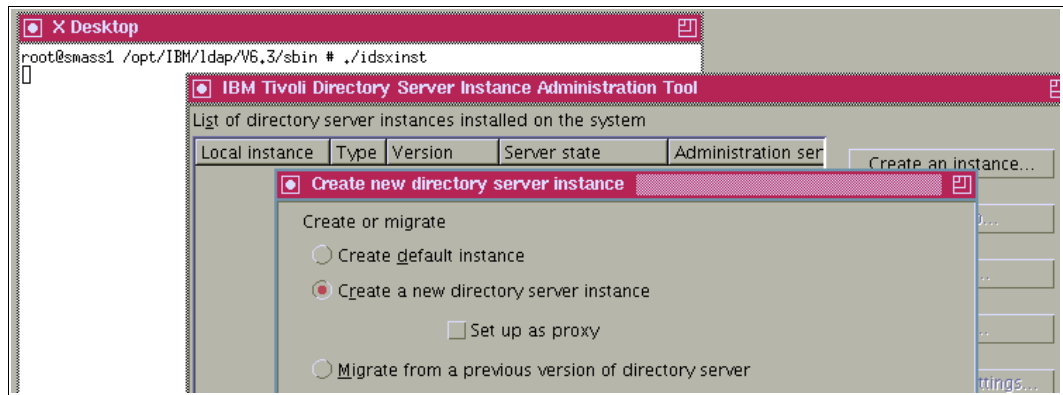 X Desktop
root@smass1 /opt/IBM/ldap/V6.3/sbin # ./idsxinst
IBM Tivoli Directory Server Instance Administration Tool
List of directory server instances installed on the system
Local instance Type Version Server state Administration ser
Create an instance...
Create new directory server instance
Create or migrate
Create default instance
Create a new directory server instance
Set up as proxy
Migrate from a previous version of directory server
ttings...